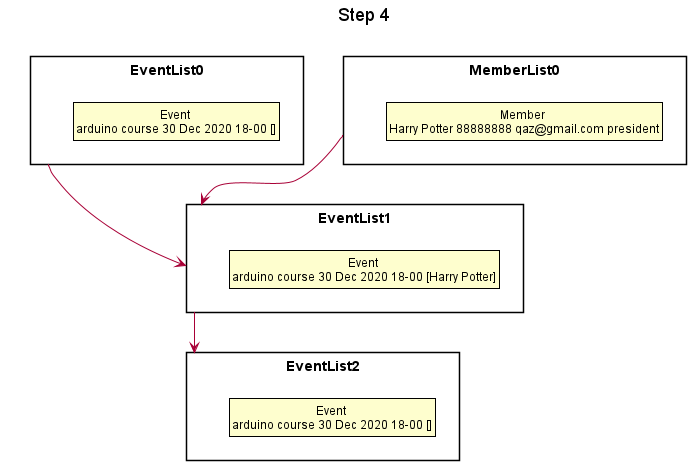 Step 4
EventList0
Event
arduino course 30 Dec 2020 18-00 []
MemberList0
Member
Harry Potter 88888888 qaz@gmail.com president
EventList1
Event
arduino course 30 Dec 2020 18-00 [Harry Potter]
EventList2
Event
arduino course 30 Dec 2020 18-00 []